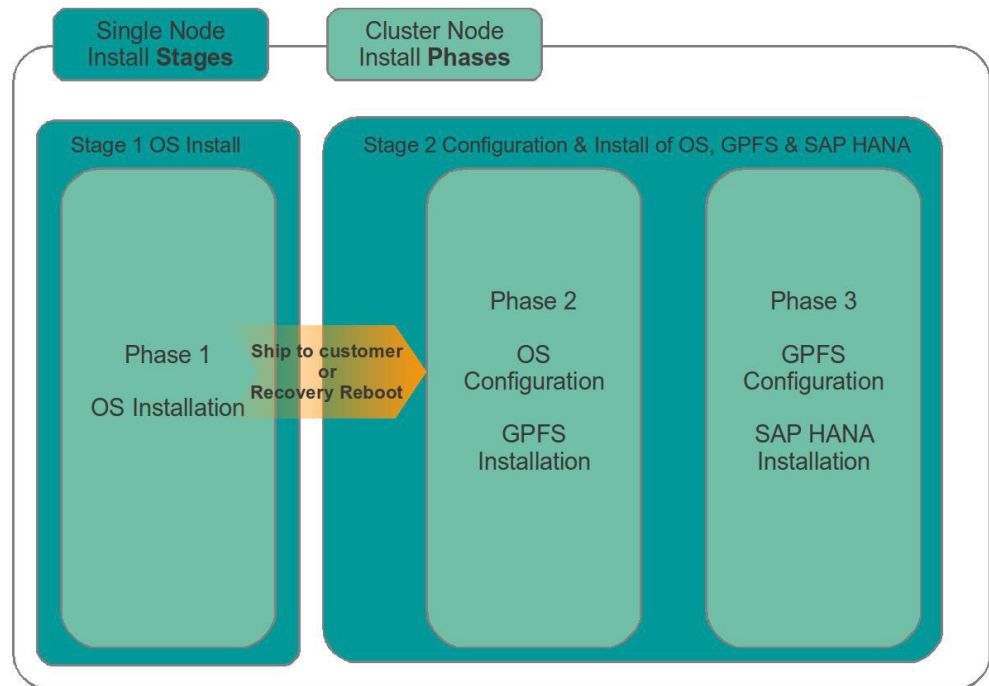 Single Node
Install Stages
Cluster Node
Install Phases
Stage 1 OS Install
Stage 2 Configuration & Install of OS, GPFS & SAP HANA
Phase 1
OS Installation
Ship to customer
or
Recovery Reboot
Phase 2
OS
Configuration
GPFS
Installation
Phase 3
GPFS
Configuration
SAP HANA
Installation